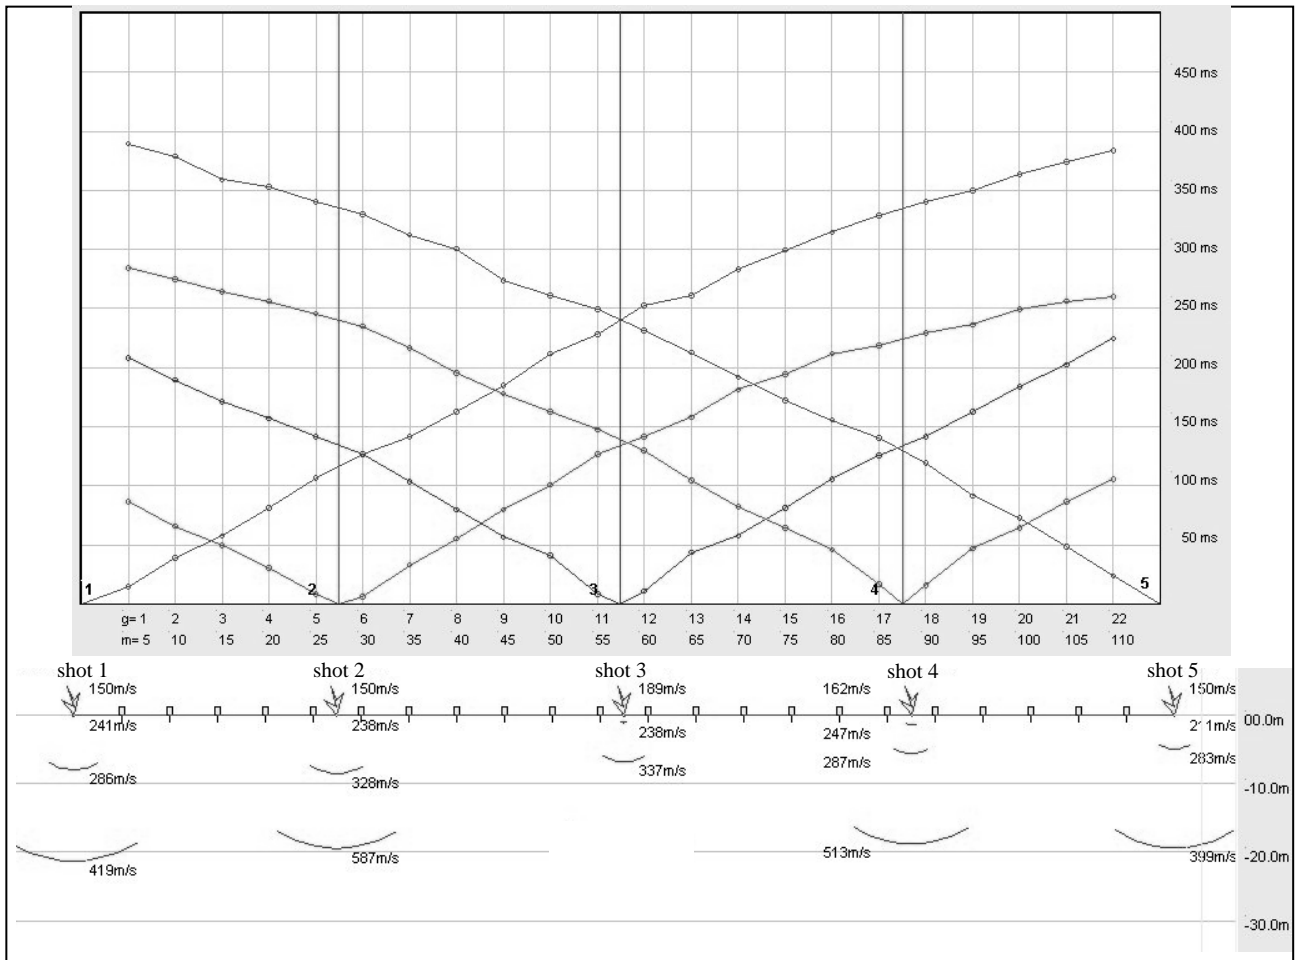 450 ms
400 ms
350 ms
300 ms
250 ms
200 ms
150 ms
100 ms
50 ms
1 2 3 4 5
g= 1 2 3 4 5 6 7 8 9 10 11 12 13 14 15 16 17 18 19 20 21 22
m= 5 10 15 20 25 30 35 40 45 50 55 60 65 70 75 80 85 90 95 100 105 110
shot 1 shot 2 shot 3 shot 4 shot 5
150m/s 150m/s 189m/s 162m/s 150m/s
00.0m
241m/s 238m/s 238m/s 247m/s
286m/s 328m/s 337m/s 287m/s 283m/s
-10.0m
419m/s 587m/s 513m/s 399m/s
-20.0m
-30.0m